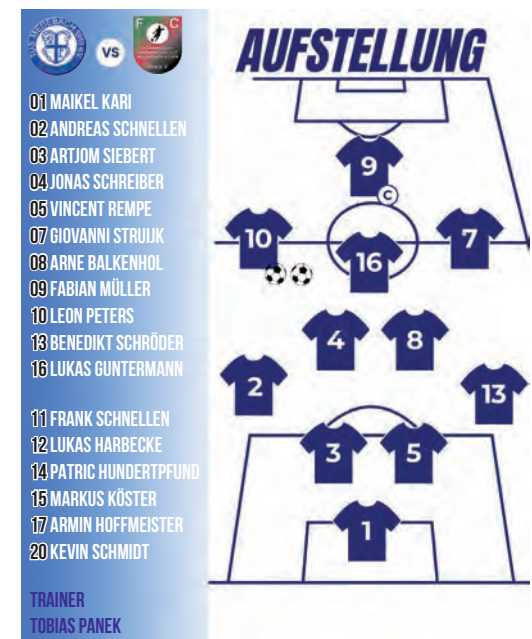 VS
F C
AUFSTELLUNG
01 MAIKEL KARI
02 ANDREAS SCHNELLEN
03 ARTJOM SIEBERT
04 JONAS SCHREIBER
05 VINCENT REMPE
07 GIOVANNI STRUIJK
08 ARNE BALKENHOL
09 FABIAN MÜLLER
10 LEON PETERS
13 BENEDIKT SCHRÖDER
16 LUKAS GUNTERMANN
11 FRANK SCHNELLEN
12 LUKAS HARBECKE
14 PATRIC HUNDERTPFUND
15 MARKUS KÖSTER
17 ARMIN HOFFMEISTER
20 KEVIN SCHMIDT
TRAINER
TOBIAS PANEK
9
C
10
16
7
4
8
2
13
3
5
1